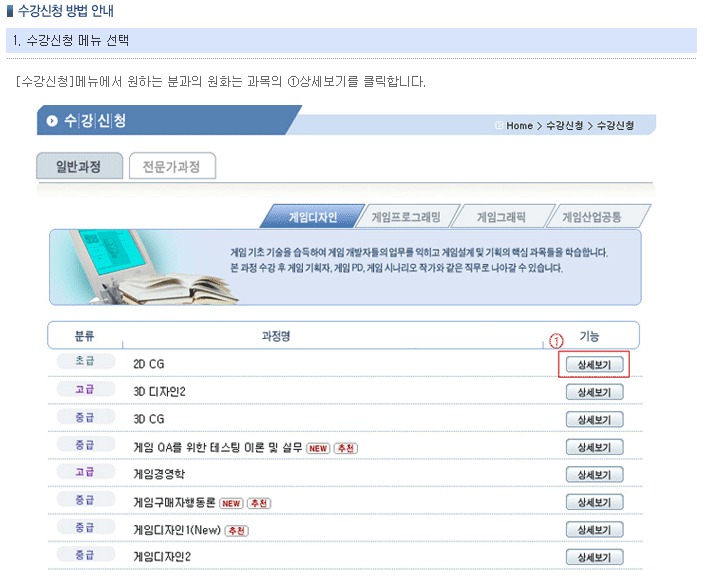 수강신청 방법 안내
1. 수강신청 메뉴 선택
[수강신청]메뉴에서 원하는 분과의 원화는 과목의 ①상세보기를 클릭합니다.
수|강|신|청
Home > 수강신청 > 수강신청
일반과정 전문가과정
게임디자인 게임프로그래밍 게임그래픽 게임산업공통
게임 기초 기술을 습득하여 게임 개발자들의 업무를 익히고 게임설계 및 기획의 핵심 과목들을 학습합니다.
본 과정 수강 후 게임 기획자, 게임 PD, 게임 시나리오 작가와 같은 직무로 나아갈 수 있습니다.
분류 과정명 ① 기능
초급 2D CG 상세보기
고급 3D 디자인2 상세보기
중급 3D CG 상세보기
중급 게임 QA를 위한 테스팅 이론 및 실무 NEW 추천 상세보기
고급 게임경영학 상세보기
중급 게임구매자행동론 NEW 추천 상세보기
중급 게임디자인1(New) 추천 상세보기
중급 게임디자인2 상세보기